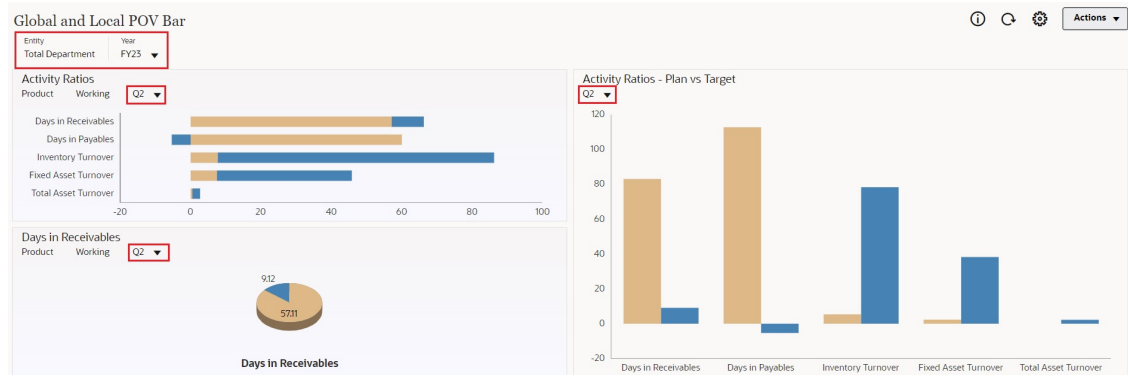 Global and Local POV Bar
Actions
Entity Year
Total Department FY23
Activity Ratios
Product Working Q2
Days in Receivables
Days in Payables
Inventory Turnover
Fixed Asset Turnover
Total Asset Turnover
-20 0 20 40 60 80 100
Days in Receivables
Product Working Q2
9.12
57.11
Days in Receivables
Activity Ratios - Plan vs Target
Q2
120
100
80
60
40
20
0
-20
Days in Receivables Days in Payables Inventory Turnover Fixed Asset Turnover Total Asset Turnover